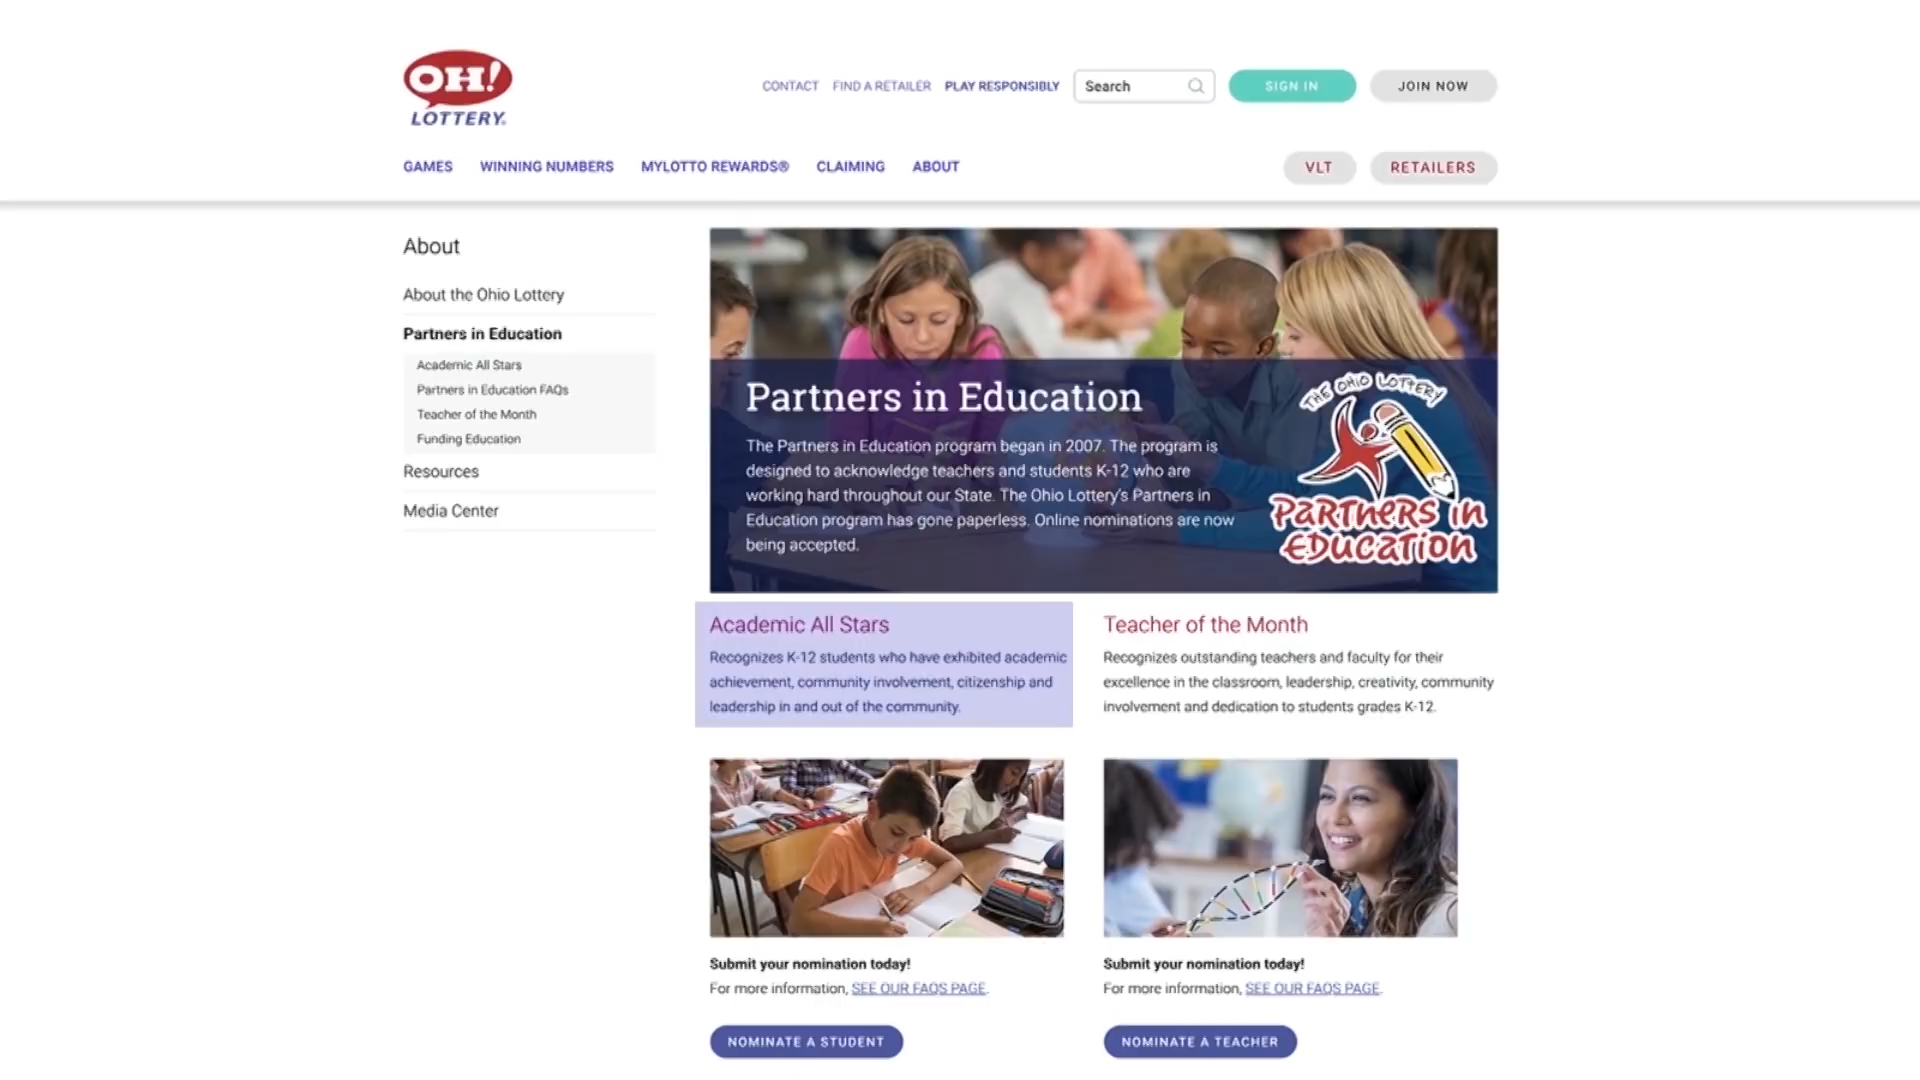 OH!
LOTTERY
CONTACT
FIND A RETAILER
PLAY RESPONSIBLY
Search
SIGN IN
JOIN NOW
GAMES
WINNING NUMBERS
MYLOTTO REWARDS®
CLAIMING
ABOUT
VLT
RETAILERS
About
About the Ohio Lottery
Partners in Education
Academic All Stars
Partners in Education FAQs
Teacher of the Month
Funding Education
Resources
Media Center
Partners in Education
The Partners in Education program began in 2007. The program is
designed to acknowledge teachers and students K-12 who are
working hard throughout our State. The Ohio Lottery's Partners in
Education program has gone paperless. Online nominations are now
being accepted.
THE OHIO LOTTERY
PARTNERS in
EDUCATION
Academic All Stars
Recognizes K-12 students who have exhibited academic
achievement, community involvement, citizenship and
leadership in and out of the community.
Teacher of the Month
Recognizes outstanding teachers and faculty for their
excellence in the classroom, leadership, creativity, community
involvement and dedication to students grades K-12.
Submit your nomination today!
For more information, SEE OUR FAQS PAGE.
NOMINATE A STUDENT
Submit your nomination today!
For more information, SEE OUR FAQS PAGE.
NOMINATE A TEACHER